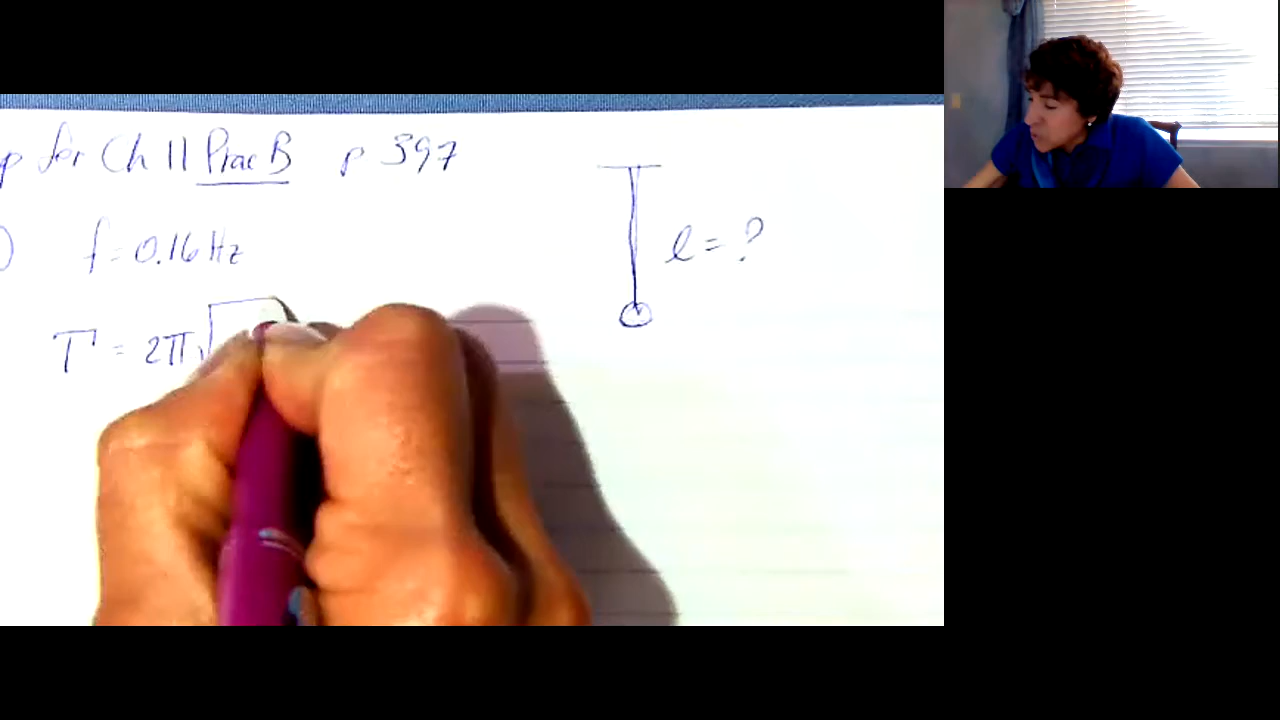 p for Ch 11 Prac B p 397
) f = 0.16 Hz
l = ?
T = 2π√